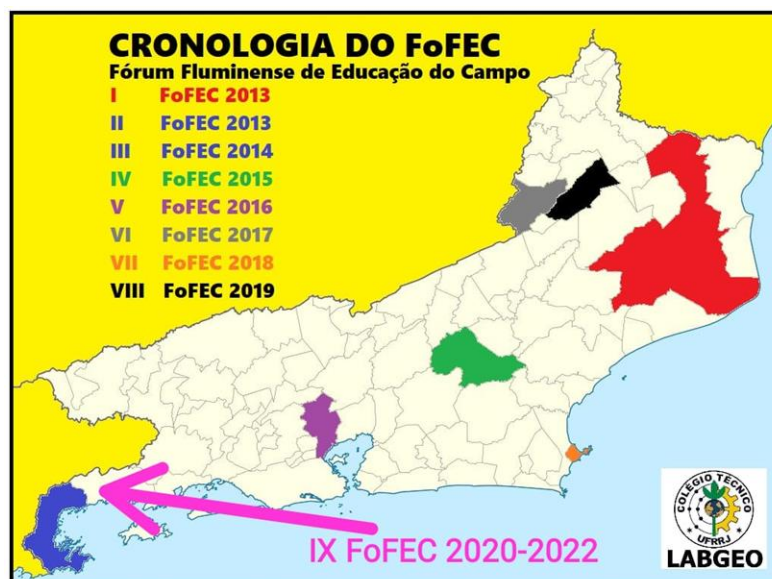 CRONOLOGIA DO FoFEC
Fórum Fluminense de Educação do Campo
I FoFEC 2013
II FoFEC 2013
III FoFEC 2014
IV FoFEC 2015
V FoFEC 2016
VI FoFEC 2017
VII FoFEC 2018
VIII FoFEC 2019
IX FoFEC 2020-2022
COLÉGIO TÉCNICO
UFRRJ
LABGEO